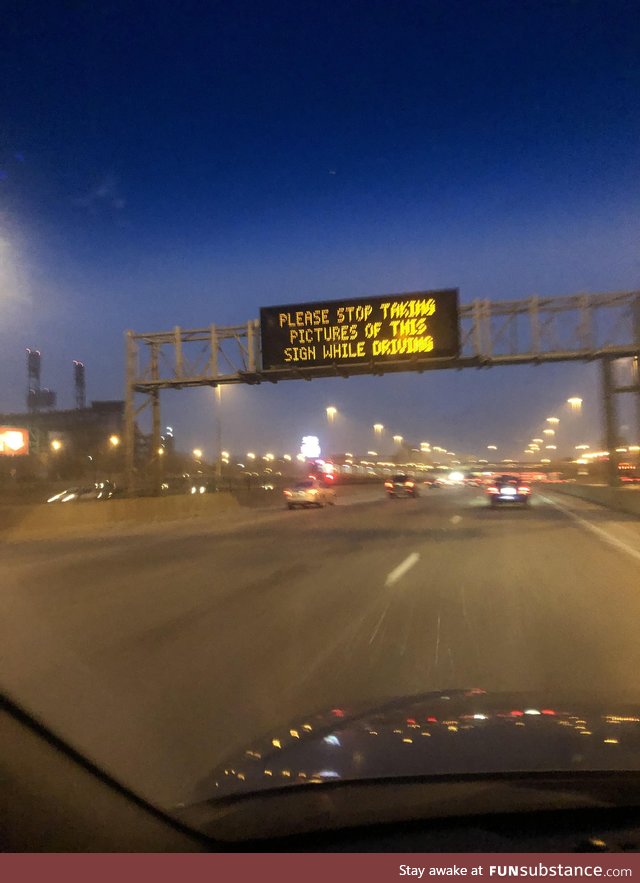 PLEASE STOP TAKING
PICTURES OF THIS
SIGN WHILE DRIVING
Stay awake at FUNsubstance.com